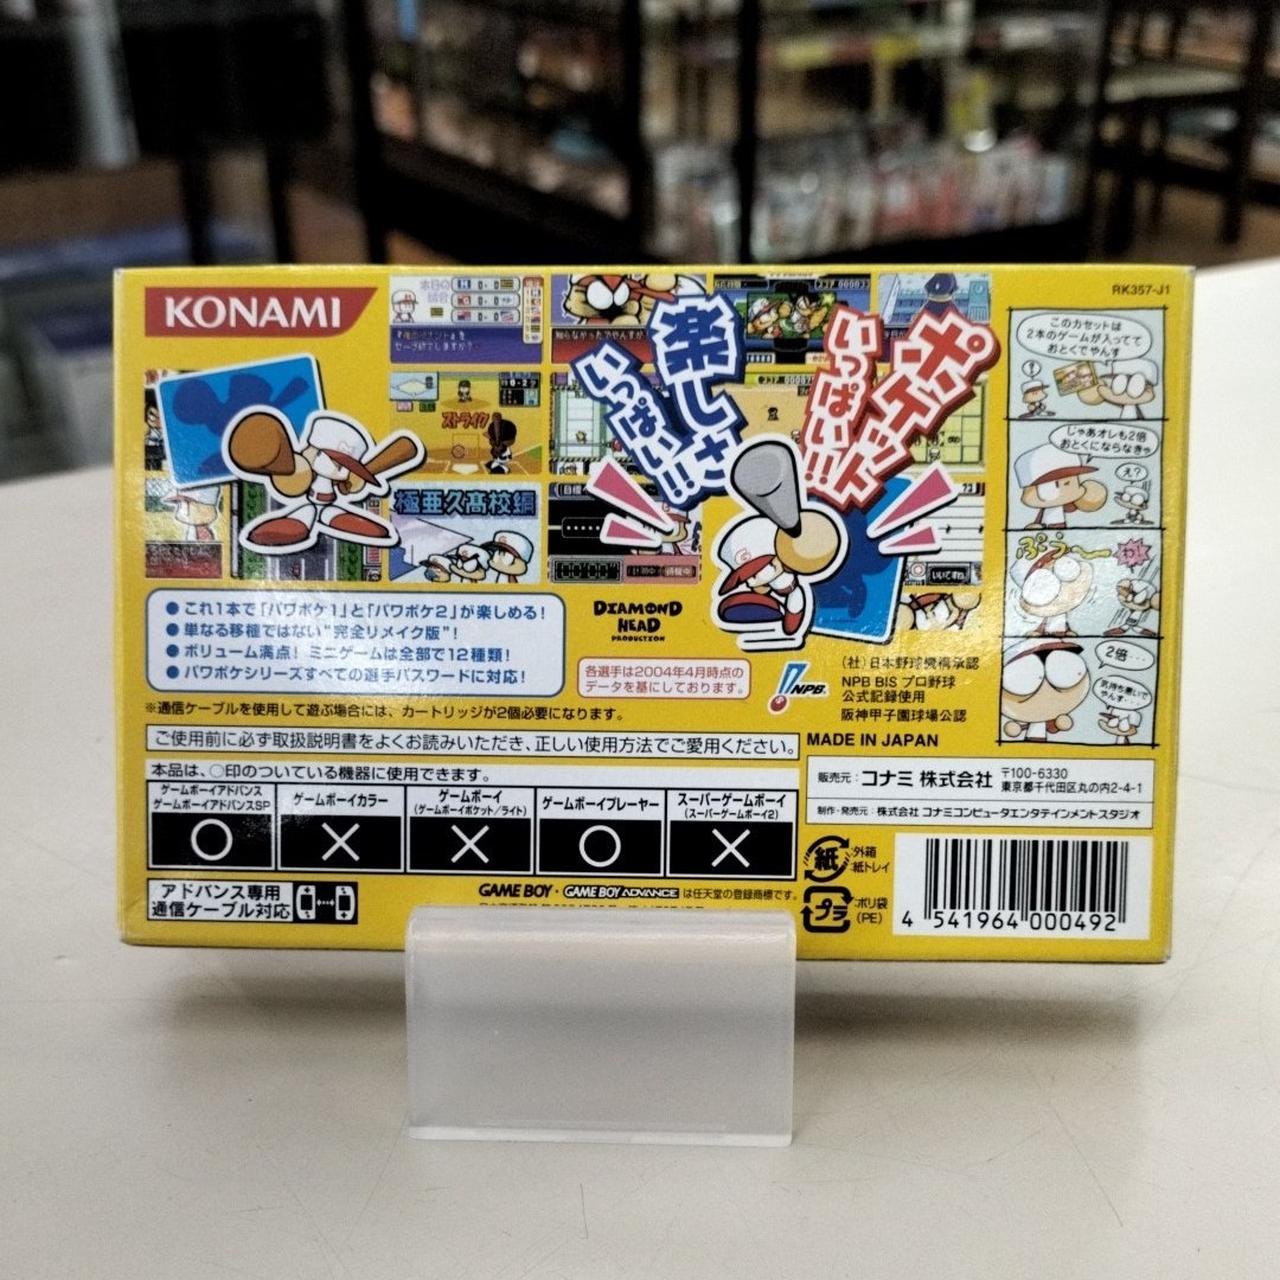 KONAMI
RK357-J1
本日の
試合
ストライク
極亜久高校編
楽しさ
いっぱい!!
ポケット
いっぱい!!
このカセットは
2本のゲームが入ってて
おとくでやんす
じゃあオレも2倍
おとくにならなきゃ
え?
わ!
2倍…
気持ち悪いで
やんす…
●これ1本で「パワポケ1」と「パワポケ2」が楽しめる!
●単なる移植ではない"完全リメイク版"!
●ボリューム満点! ミニゲームは全部で12種類!
●パワポケシリーズすべての選手パスワードに対応!
DIAMOND
HEAD
PRODUCTION
各選手は2004年4月時点の
データを基にしております。
NPB
(社)日本野球機構承認
NPB BIS プロ野球
公式記録使用
阪神甲子園球場公認
※通信ケーブルを使用して遊ぶ場合には、カートリッジが2個必要になります。
ご使用前に必ず取扱説明書をよくお読みいただき、正しい使用方法でご愛用ください。
MADE IN JAPAN
本品は、○印のついている機器に使用できます。
ゲームボーイアドバンス
ゲームボーイアドバンスSP
ゲームボーイカラー
ゲームボーイ
(ゲームボーイポケット/ライト)
ゲームボーイプレーヤー
スーパーゲームボーイ
(スーパーゲームボーイ2)
○ × × ○ ×
販売元:コナミ 株式会社 〒100-6330
東京都千代田区丸の内2-4-1
制作・発売元:株式会社 コナミコンピュータエンタテインメントスタジオ
アドバンス専用
通信ケーブル対応
GAME BOY・GAME BOY ADVANCE は任天堂の登録商標です。
紙
外箱
紙トレイ
プラ
ポリ袋
(PE)
4 541964 000492